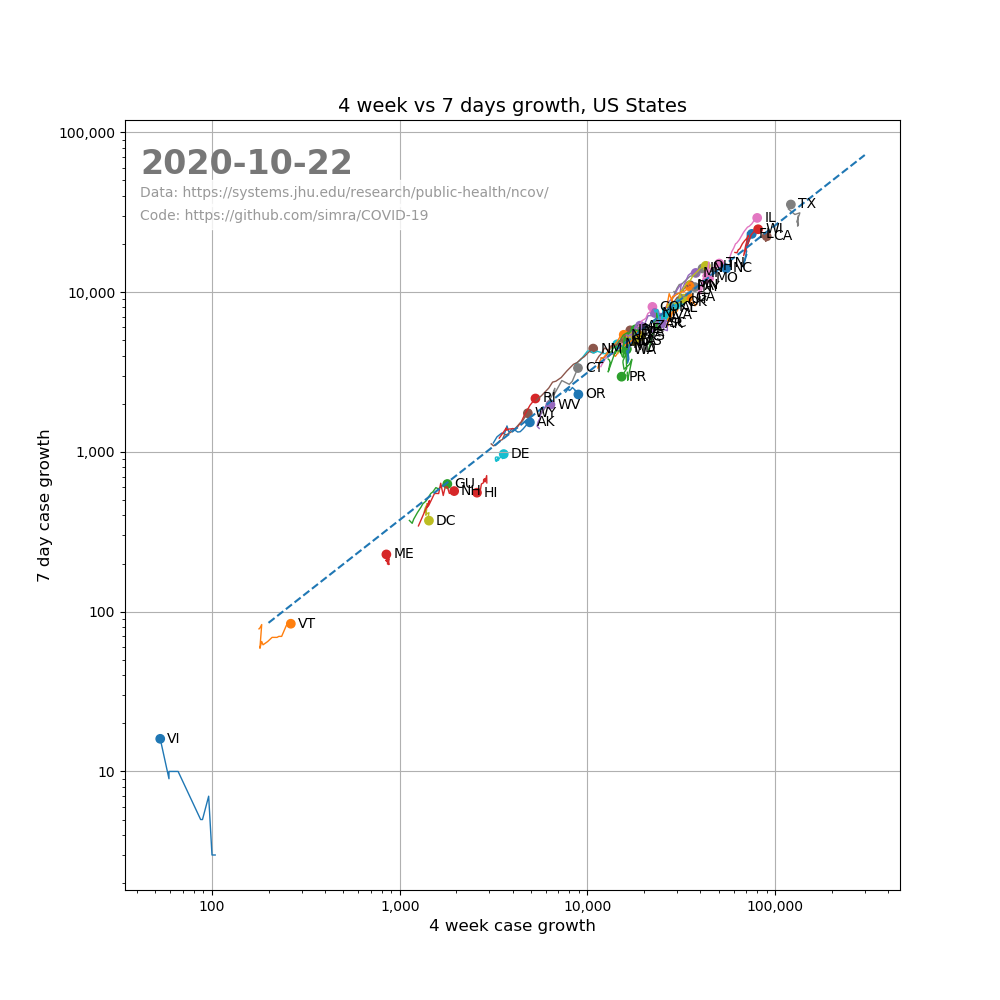 4 week vs 7 days growth, US States
2020-10-22
Data: https://systems.jhu.edu/research/public-health/ncov/
Code: https://github.com/simra/COVID-19
100,000
10,000
1,000
100
10
7 day case growth
TX
IL
WI
FL
CA
TN
NC
MO
GA
NM
WA
CT
PR
RI
OR
WV
WY
AK
DE
GU
NH
HI
DC
ME
VT
VI
100
1,000
10,000
100,000
4 week case growth